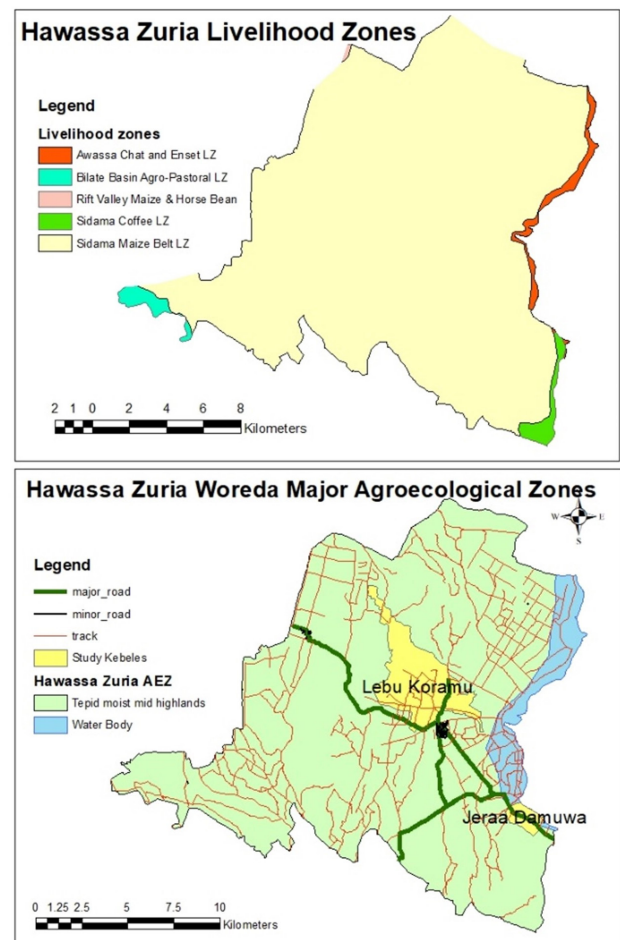 Hawassa Zuria Livelihood Zones
Legend
Livelihood zones
Awassa Chat and Enset LZ
Bilate Basin Agro-Pastoral LZ
Rift Valley Maize & Horse Bean
Sidama Coffee LZ
Sidama Maize Belt LZ
2 1 0 2 4 6 8
Kilometers
Hawassa Zuria Woreda Major Agroecological Zones
N
W E
S
Legend
major_road
minor_road
track
Study Kebeles
Hawassa Zuria AEZ
Tepid moist mid highlands
Water Body
Lebu Koramu
Jeraa Damuwa
0 1.25 2.5 5 7.5 10
Kilometers